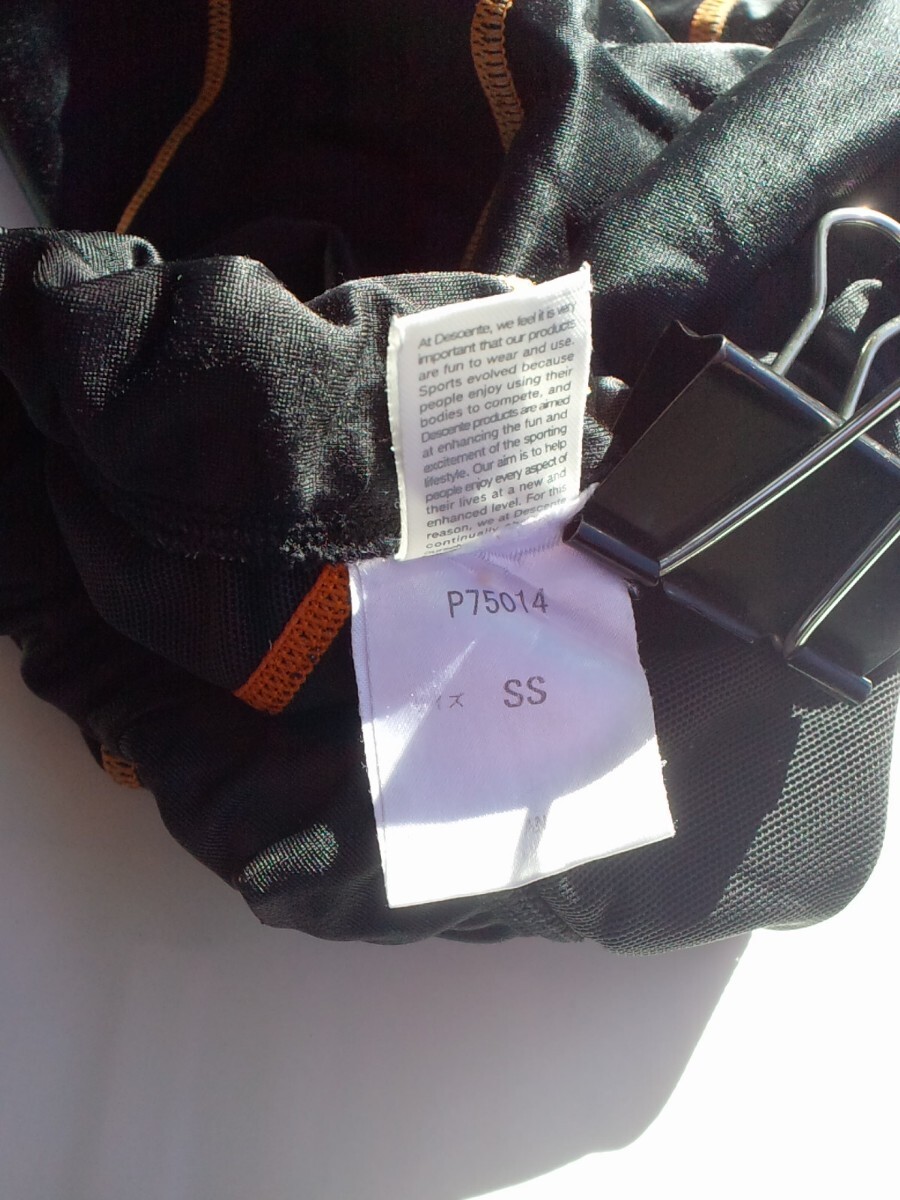 At Descente, we feel it is very
important that our products
are fun to wear and use.
Sports evolved because
people enjoy using their
bodies to compete, and
Descente products are aimed
at enhancing the fun and
excitement of the sporting
lifestyle. Our aim is to help
people enjoy every aspect of
their lives at a new and
enhanced level. For this
reason, we at Descente
continually
P75014
イズ SS